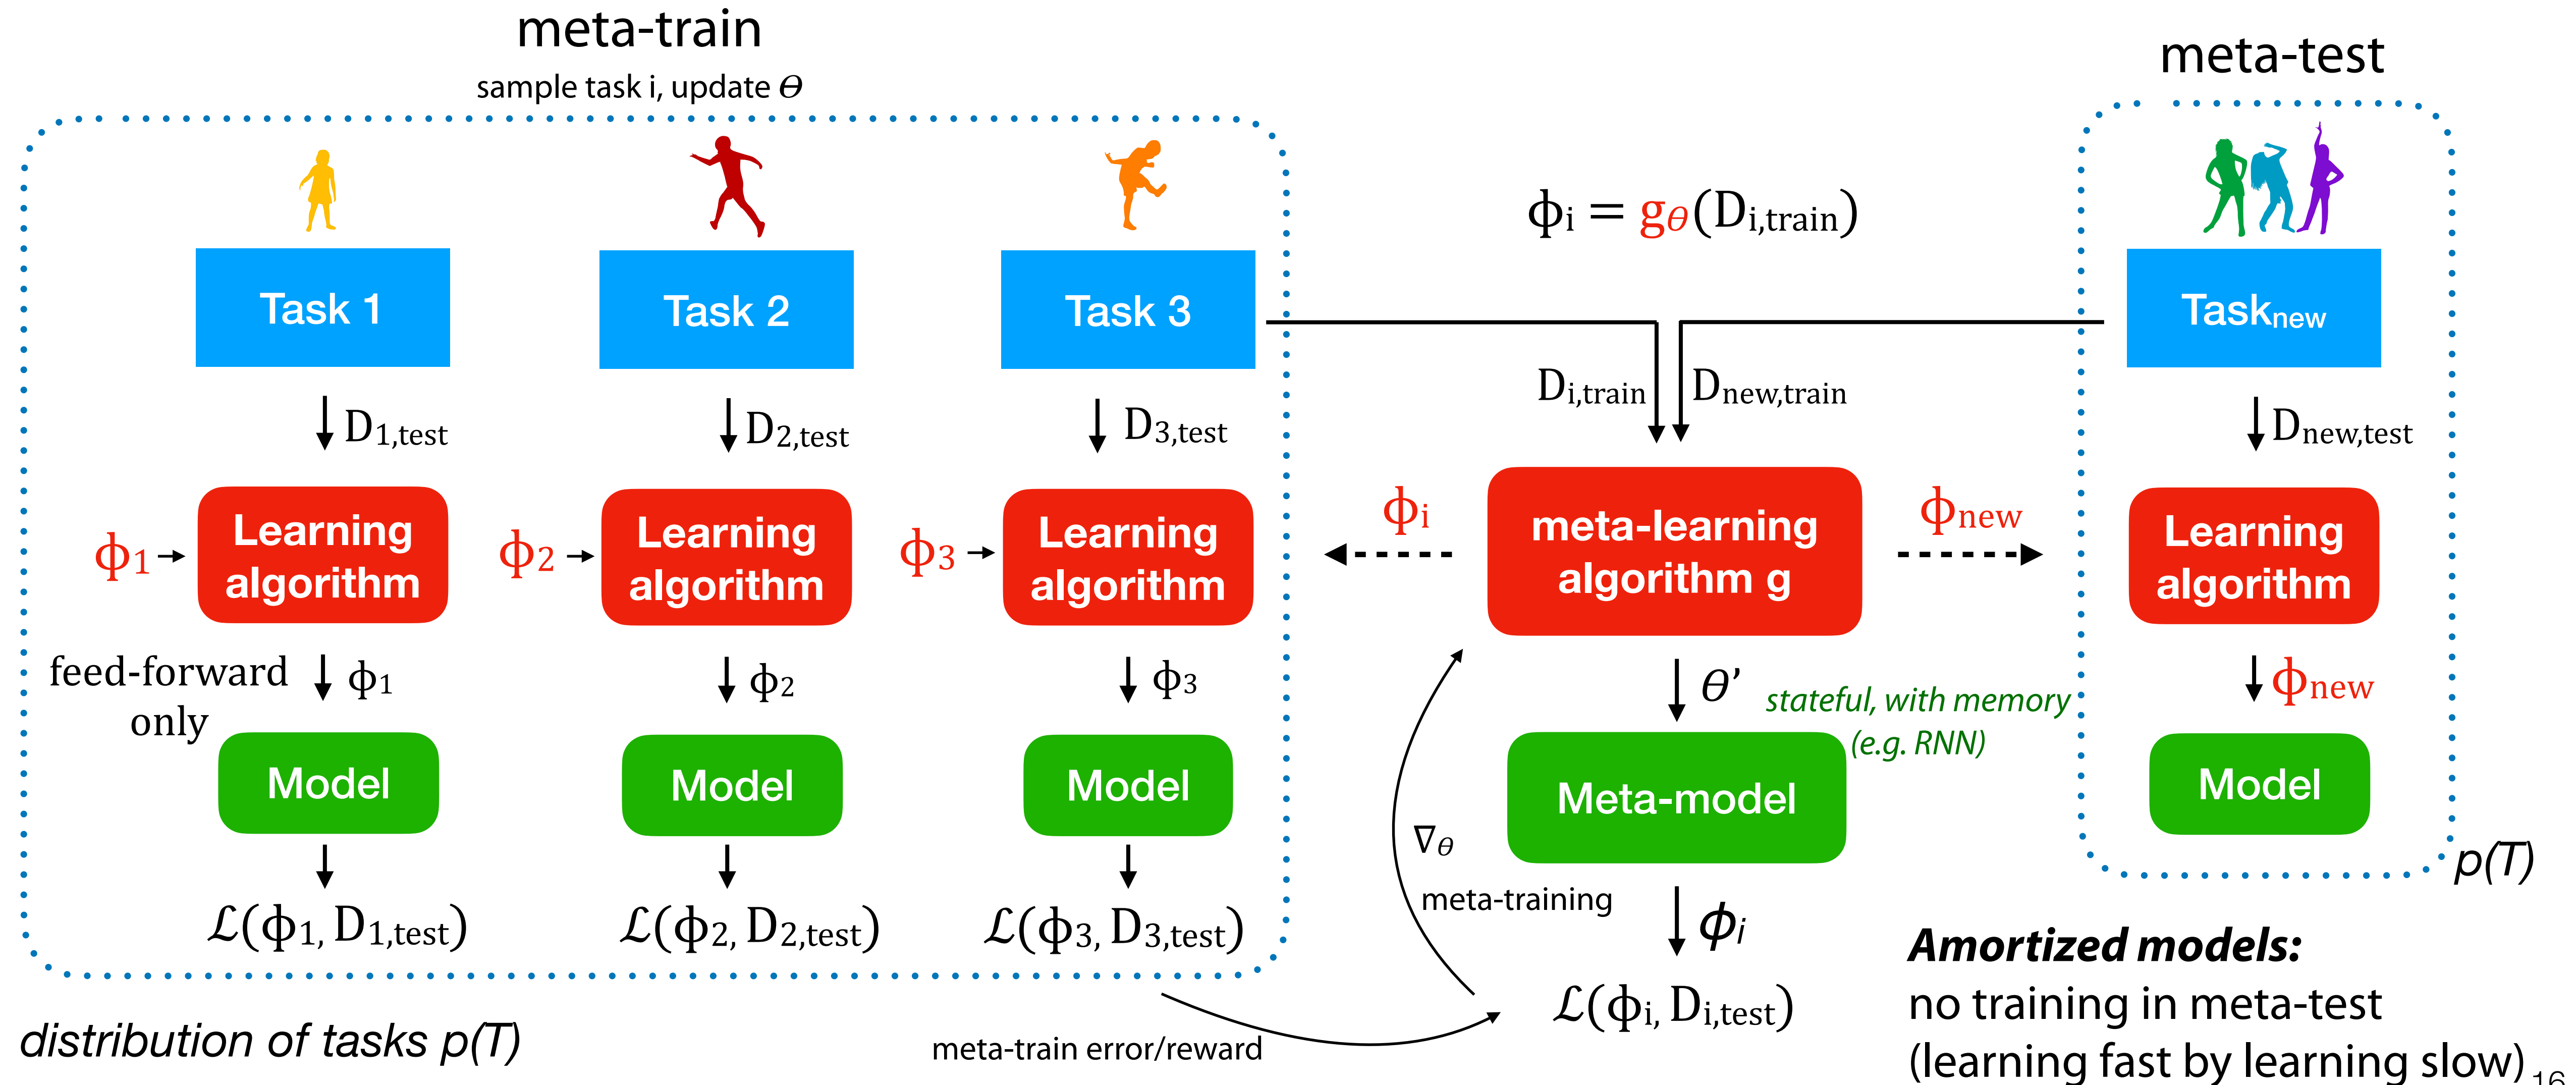 meta-train
sample task i, update θ
meta-test
Task 1
Task 2
Task 3
ϕi = gθ(Di,train)
Tasknew
D1,test
D2,test
D3,test
Di,train
Dnew,train
Dnew,test
ϕ1
Learning
algorithm
ϕ2
Learning
algorithm
ϕ3
Learning
algorithm
ϕi
meta-learning
algorithm g
ϕnew
Learning
algorithm
feed-forward
only
ϕ1
ϕ2
ϕ3
θ’
stateful, with memory
(e.g. RNN)
ϕnew
Model
Model
Model
Meta-model
Model
∇θ
meta-training
p(T)
ℒ(ϕ1, D1,test)
ℒ(ϕ2, D2,test)
ℒ(ϕ3, D3,test)
ϕi
ℒ(ϕi, Di,test)
distribution of tasks p(T)
meta-train error/reward
Amortized models:
no training in meta-test
(learning fast by learning slow)
16